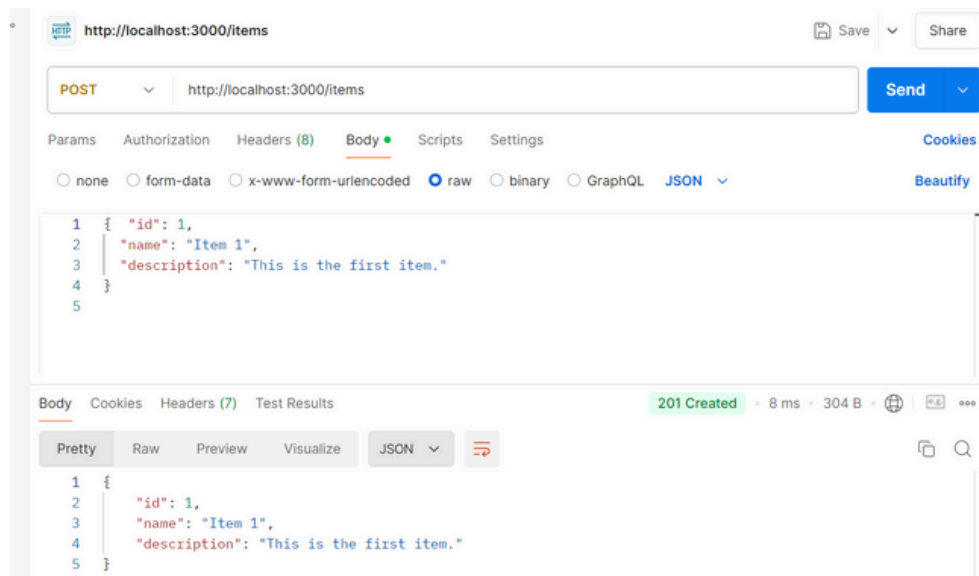 HTTP http://localhost:3000/items Save Share
POST http://localhost:3000/items Send
Params Authorization Headers (8) Body Scripts Settings Cookies
none form-data x-www-form-urlencoded raw binary GraphQL JSON Beautify
1 { "id": 1,
2 "name": "Item 1",
3 "description": "This is the first item."
4 }
5
Body Cookies Headers (7) Test Results 201 Created 8 ms 304 B
Pretty Raw Preview Visualize JSON
1 {
2 "id": 1,
3 "name": "Item 1",
4 "description": "This is the first item."
5 }